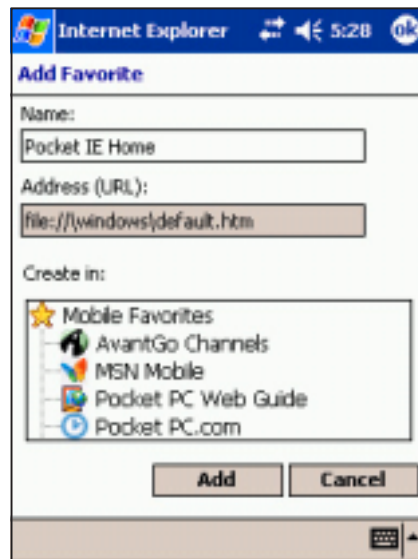 Internet Explorer 5:28 ok
Add Favorite
Name:
Pocket IE Home
Address (URL):
file://\windows\default.htm
Create in:
Mobile Favorites
AvantGo Channels
MSN Mobile
Pocket PC Web Guide
Pocket PC.com
Add Cancel